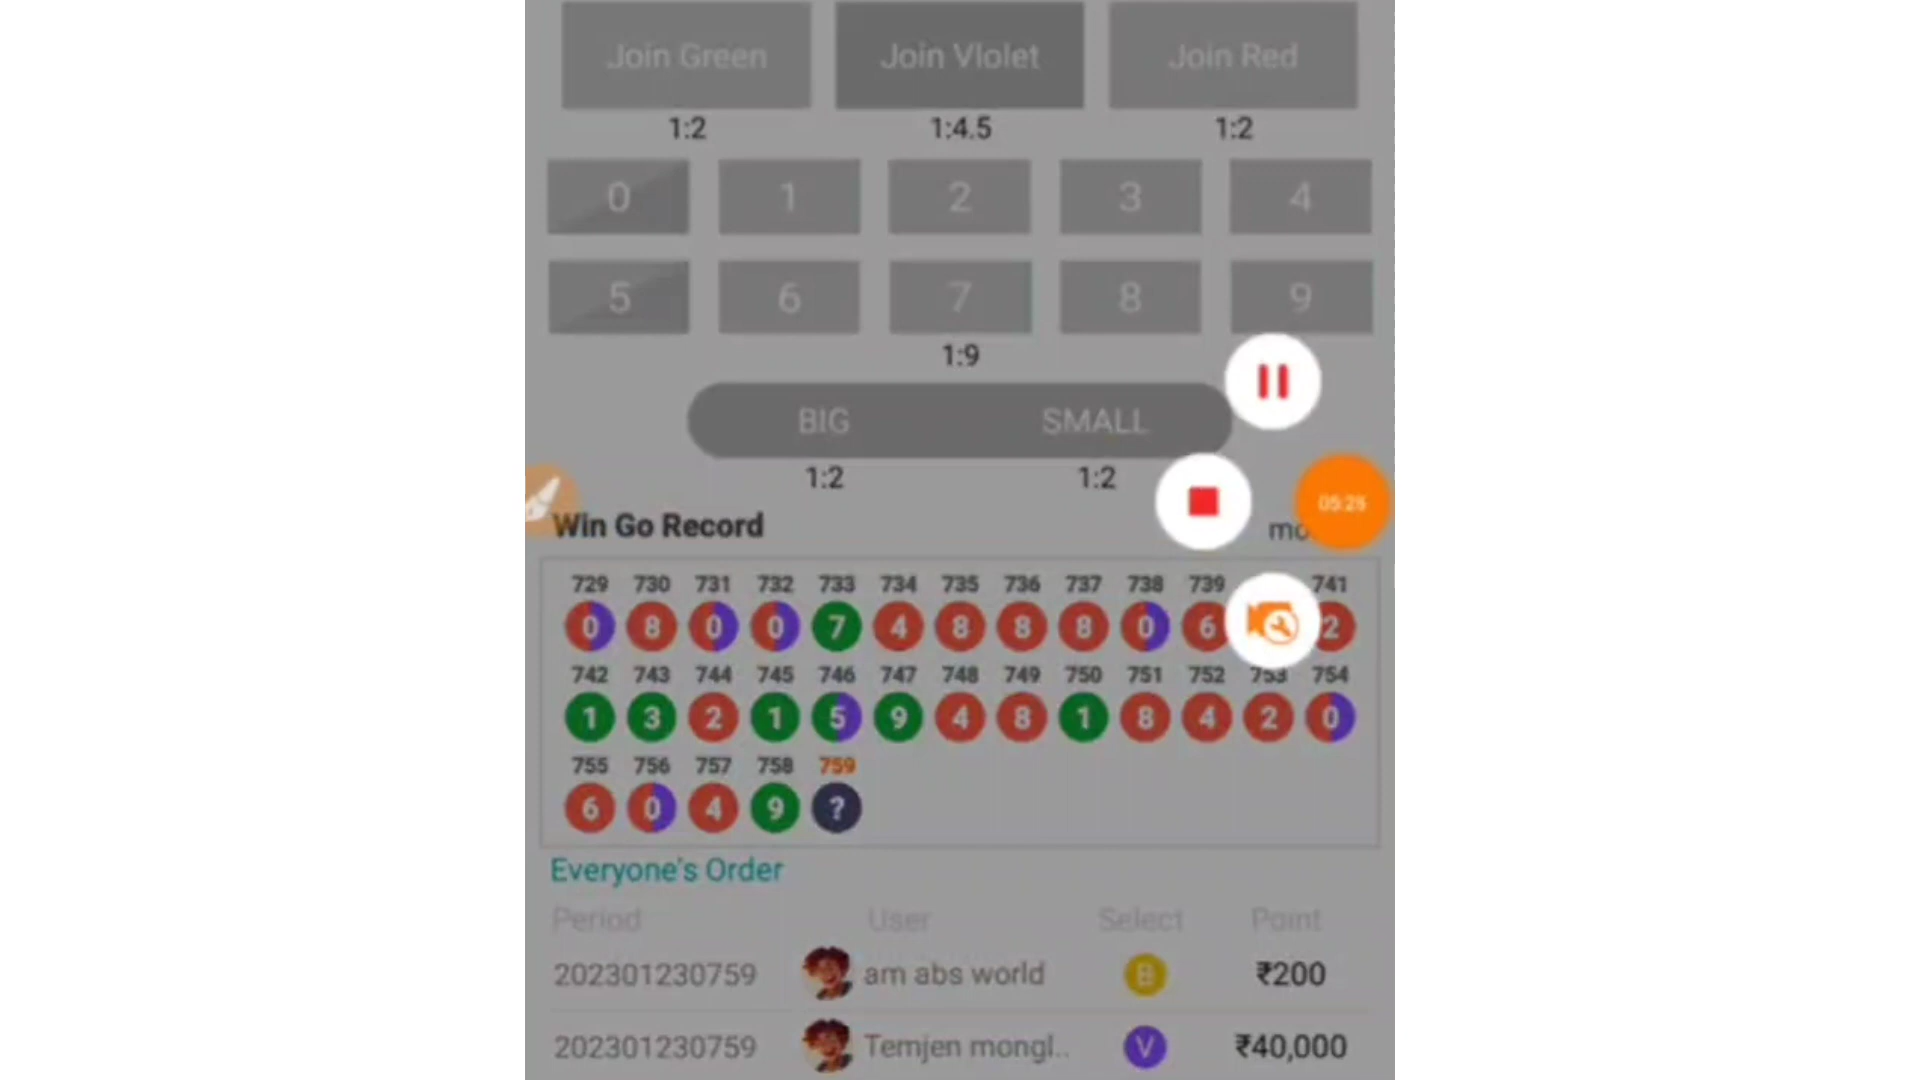 Join Green Join Vlolet Join Red
1:2 1:4.5 1:2
0 1 2 3 4
5 6 7 8 9
1:9
BIG SMALL
1:2 1:2
Win Go Record
729 730 731 732 733 734 735 736 737 738 739 741
0 8 0 0 7 4 8 8 8 0 6 2
742 743 744 745 746 747 748 749 750 751 752 753 754
1 3 2 1 5 9 4 8 1 8 4 2 0
755 756 757 758 759
6 0 4 9 ?
Everyone's Order
Period User Select Point
202301230759 am abs world B ₹200
202301230759 Temjen mongl.. V ₹40,000